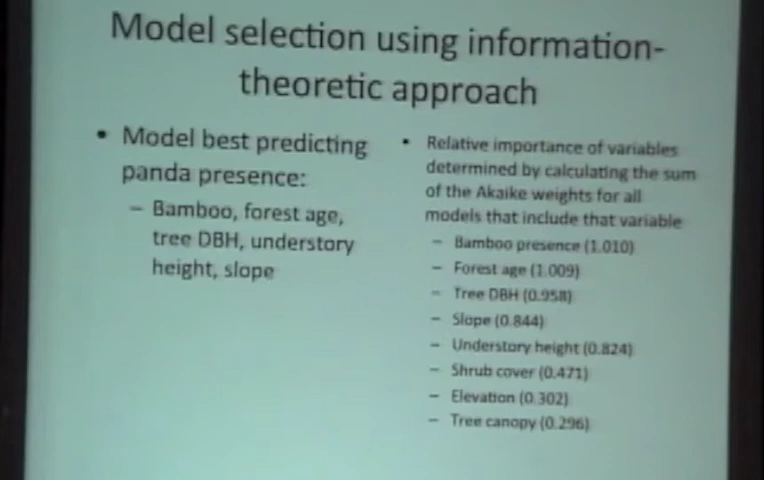 Model selection using information-
theoretic approach
• Model best predicting
panda presence:
– Bamboo, forest age,
tree DBH, understory
height, slope
• Relative importance of variables
determined by calculating the sum
of the Akaike weights for all
models that include that variable
– Bamboo presence (1.010)
– Forest age (1.009)
– Tree DBH (0.958)
– Slope (0.844)
– Understory height (0.824)
– Shrub cover (0.471)
– Elevation (0.302)
– Tree canopy (0.296)